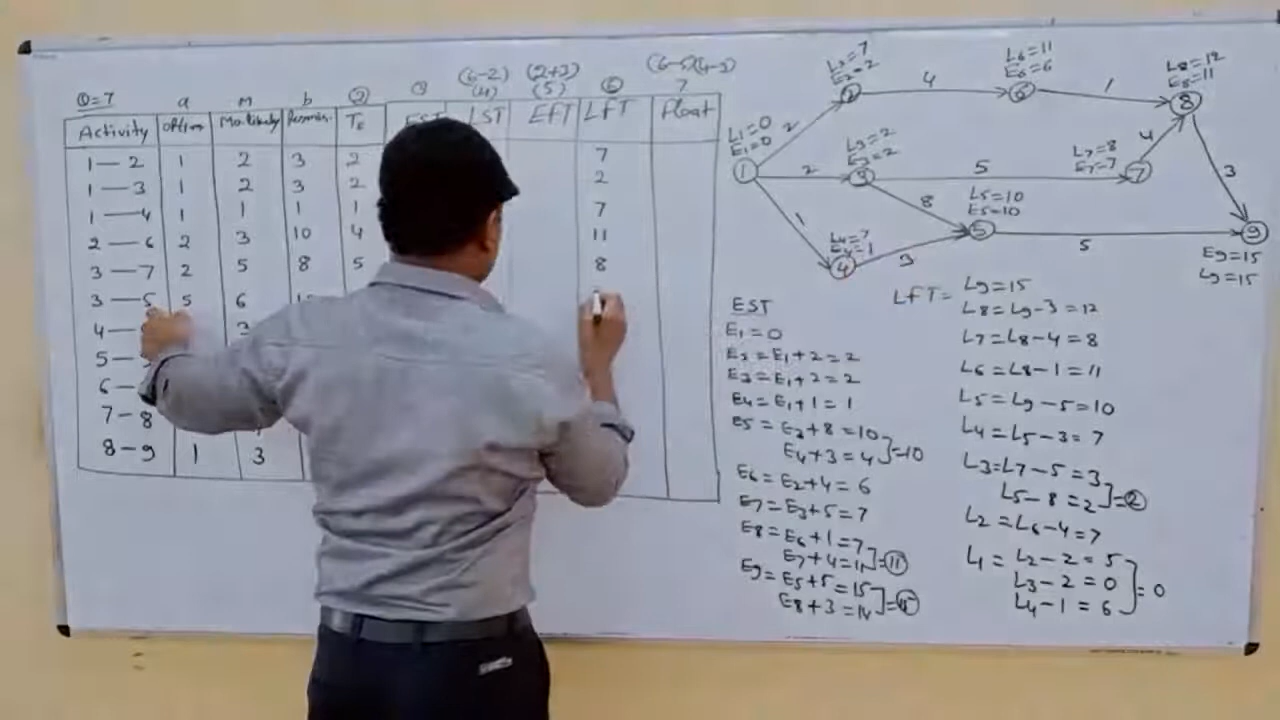 (6-2) (2+3)
(4) (5) 6 7
Q=7 a m b
Activity TE LST EFT LFT Float
1—2 1 2 3 2 7
1—3 1 2 3 2 2
1—4 1 1 1 1 7
2—6 2 3 10 4 11
3—7 2 5 8 5 8
3—5 5 6
4—
5—
6—
7-8
8-9 1 3
L2=7
E2=2
L6=11
E6=6
L8=12
E8=11
L1=0
E1=0
L3=2
E3=2
L7=8
E7=7
L5=10
E5=10
L4=7
E4=1
E9=15
L9=15
1 2 3 4 5 6 7 8 9
2 2 1 4 5 8 3 1 4 5 3
EST
E1=0
E2=E1+2=2
E3=E1+2=2
E4=E1+1=1
E5=E3+8=10
E4+3=4 =10
E6=E2+4=6
E7=E3+5=7
E8=E6+1=7
E7+4=11 =11
E9=E5+5=15
E8+3=14
LFT= L9=15
L8=L9-3=12
L7=L8-4=8
L6=L8-1=11
L5=L9-5=10
L4=L5-3=7
L3=L7-5=3
L5-8=2 =2
L2=L6-4=7
L1=L2-2=5
L3-2=0 =0
L4-1=6